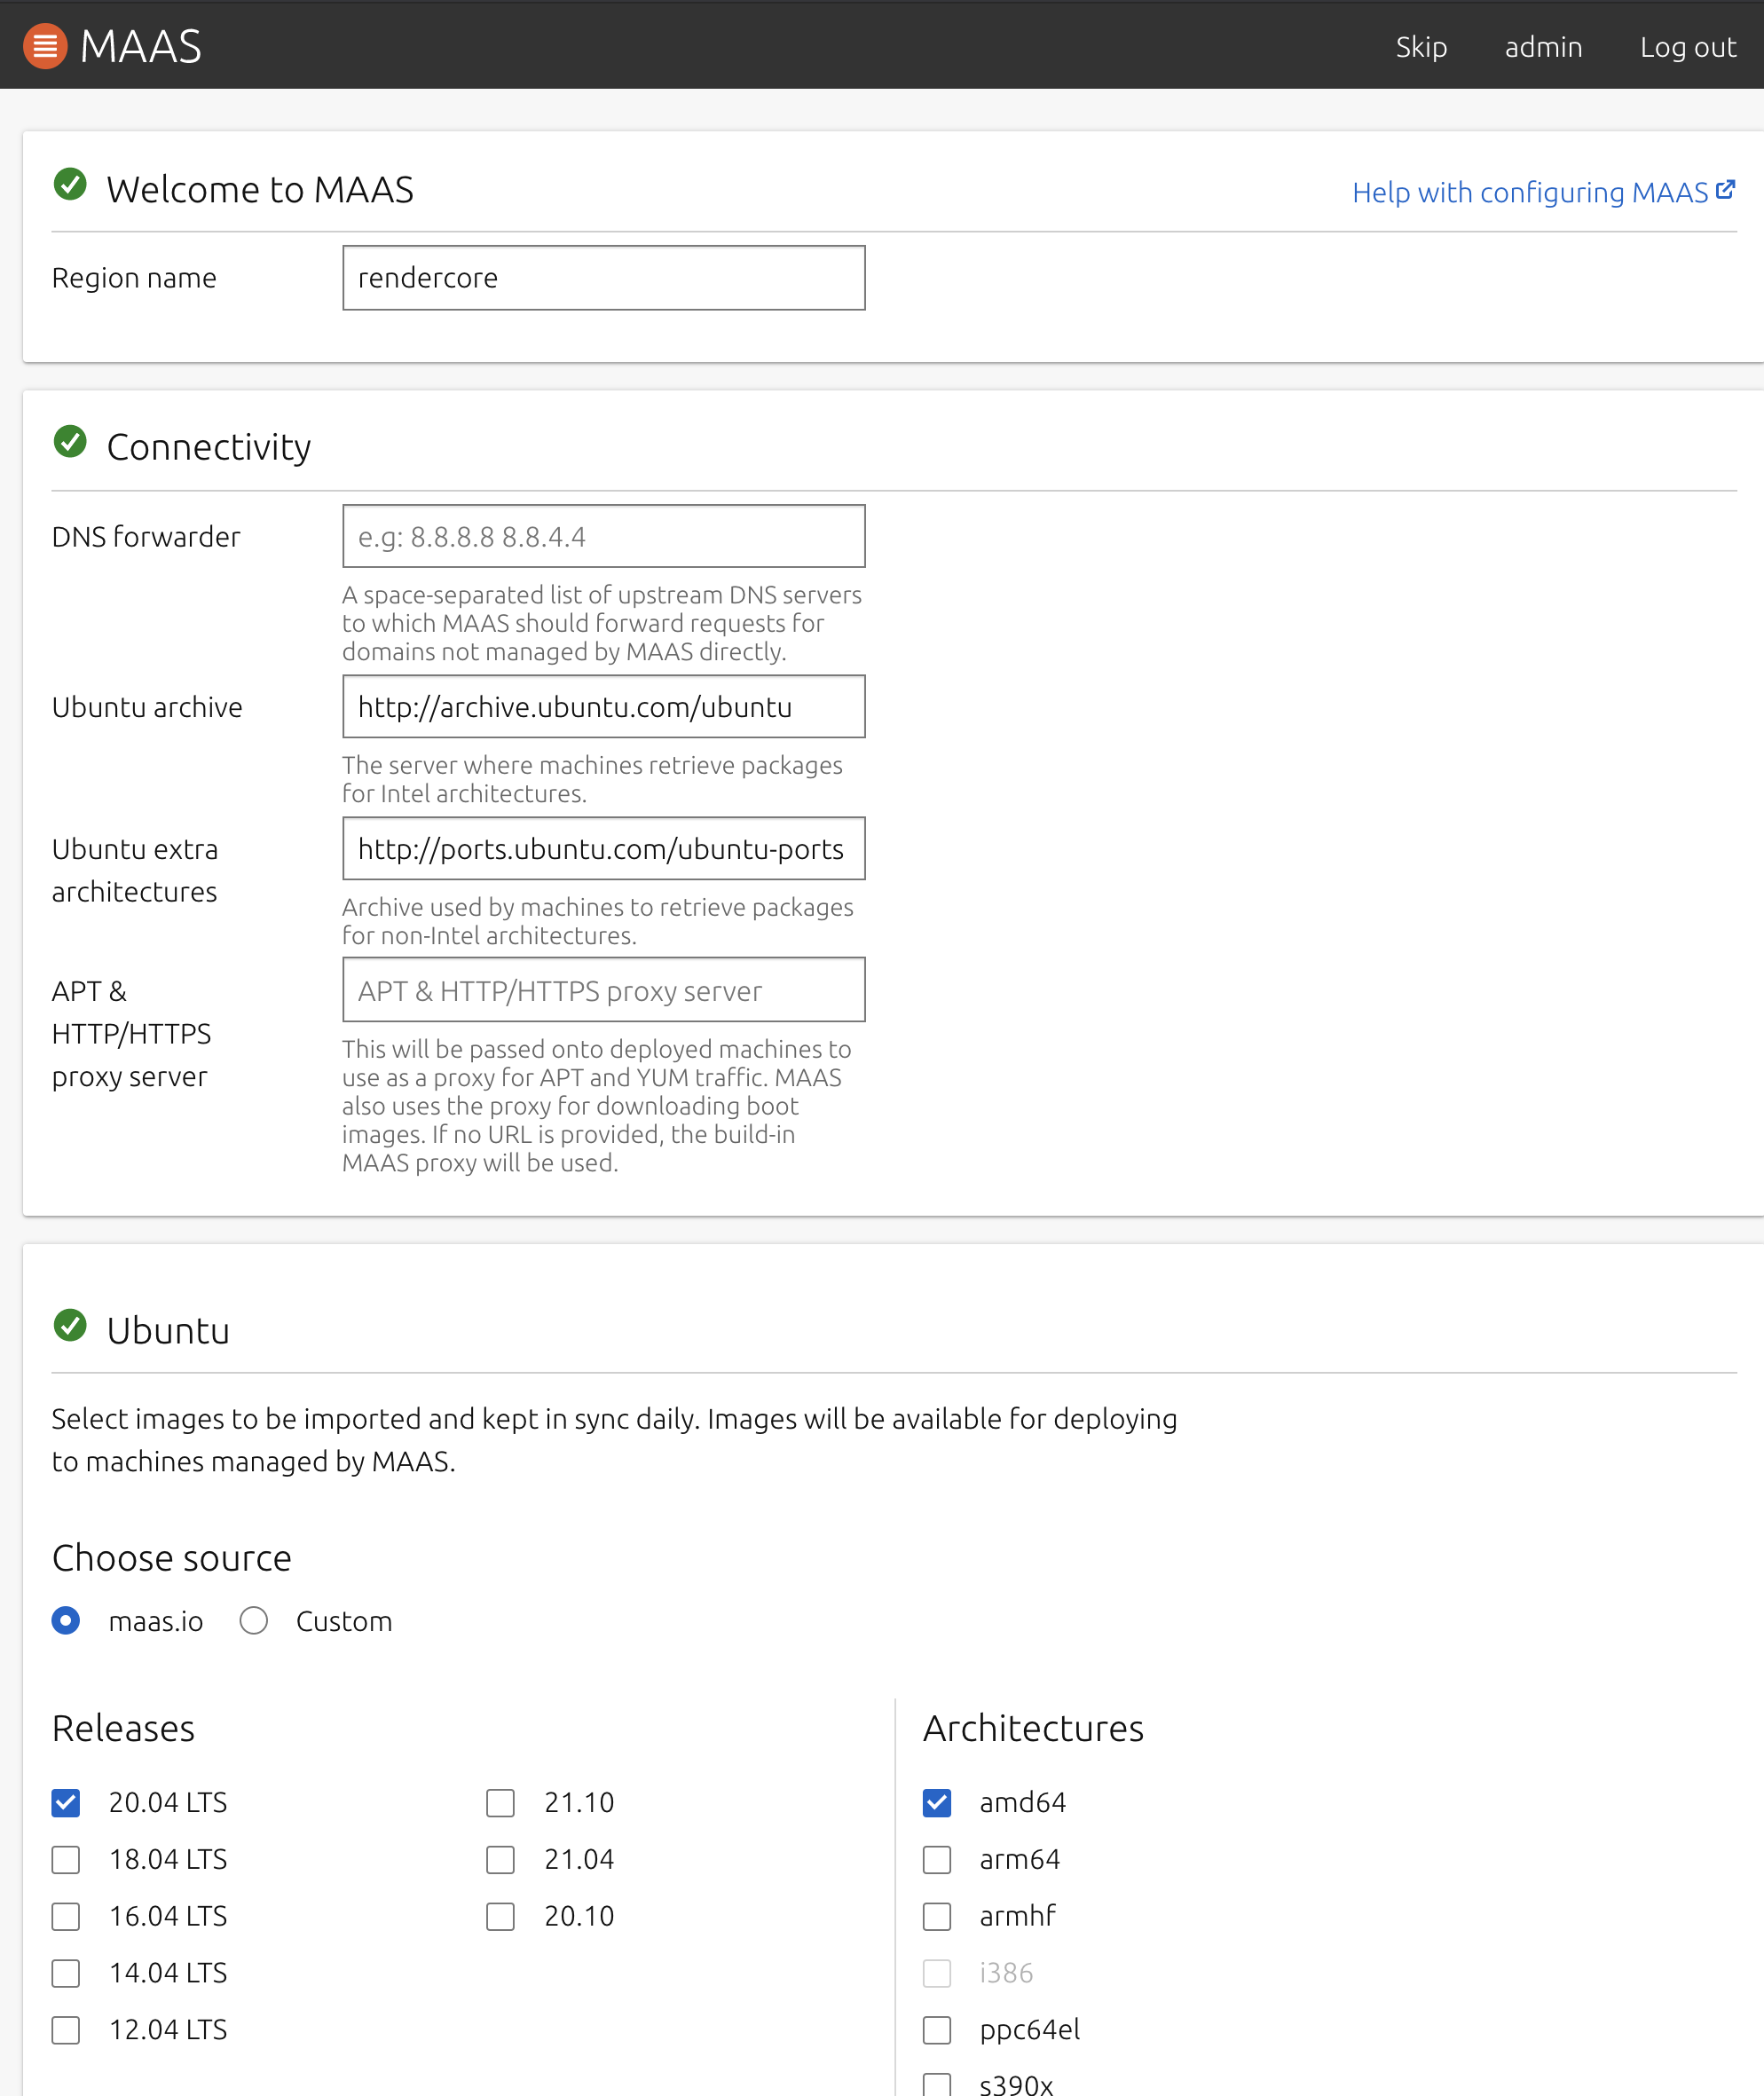 MAAS
Skip admin Log out
Welcome to MAAS
Help with configuring MAAS
Region name
rendercore
Connectivity
DNS forwarder
e.g: 8.8.8.8 8.8.4.4
A space-separated list of upstream DNS servers
to which MAAS should forward requests for
domains not managed by MAAS directly.
Ubuntu archive
http://archive.ubuntu.com/ubuntu
The server where machines retrieve packages
for Intel architectures.
Ubuntu extra
architectures
http://ports.ubuntu.com/ubuntu-ports
Archive used by machines to retrieve packages
for non-Intel architectures.
APT &
HTTP/HTTPS
proxy server
APT & HTTP/HTTPS proxy server
This will be passed onto deployed machines to
use as a proxy for APT and YUM traffic. MAAS
also uses the proxy for downloading boot
images. If no URL is provided, the build-in
MAAS proxy will be used.
Ubuntu
Select images to be imported and kept in sync daily. Images will be available for deploying
to machines managed by MAAS.
Choose source
maas.io Custom
Releases
20.04 LTS
18.04 LTS
16.04 LTS
14.04 LTS
12.04 LTS
21.10
21.04
20.10
Architectures
amd64
arm64
armhf
i386
ppc64el
s390x